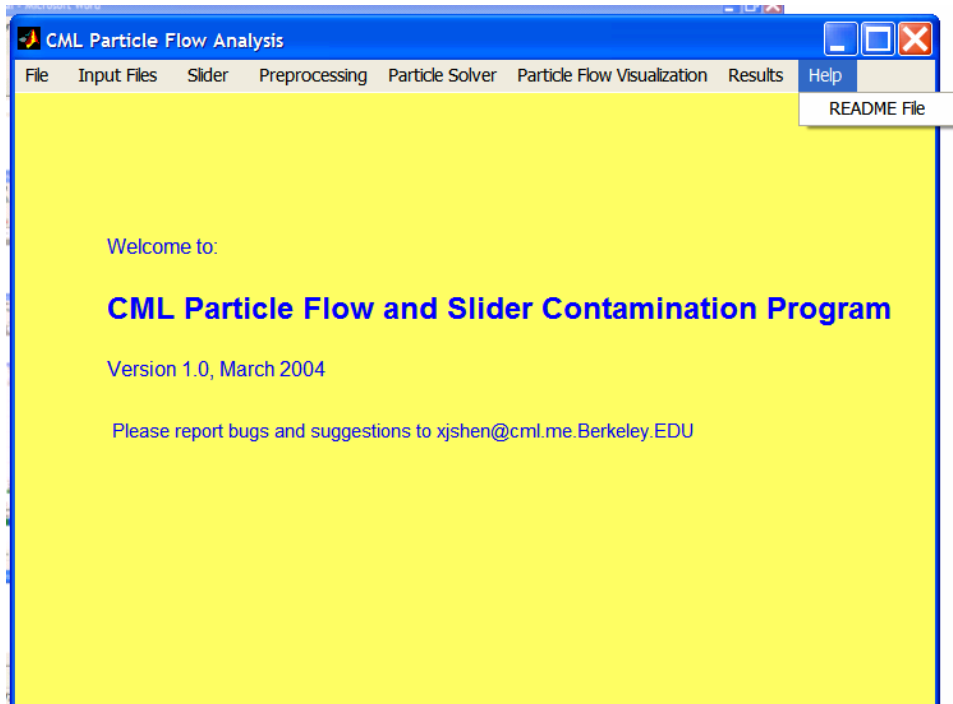 - Microsoft Word
CML Particle Flow Analysis
File Input Files Slider Preprocessing Particle Solver Particle Flow Visualization Results Help
README File
Welcome to:
CML Particle Flow and Slider Contamination Program
Version 1.0, March 2004
Please report bugs and suggestions to xjshen@cml.me.Berkeley.EDU